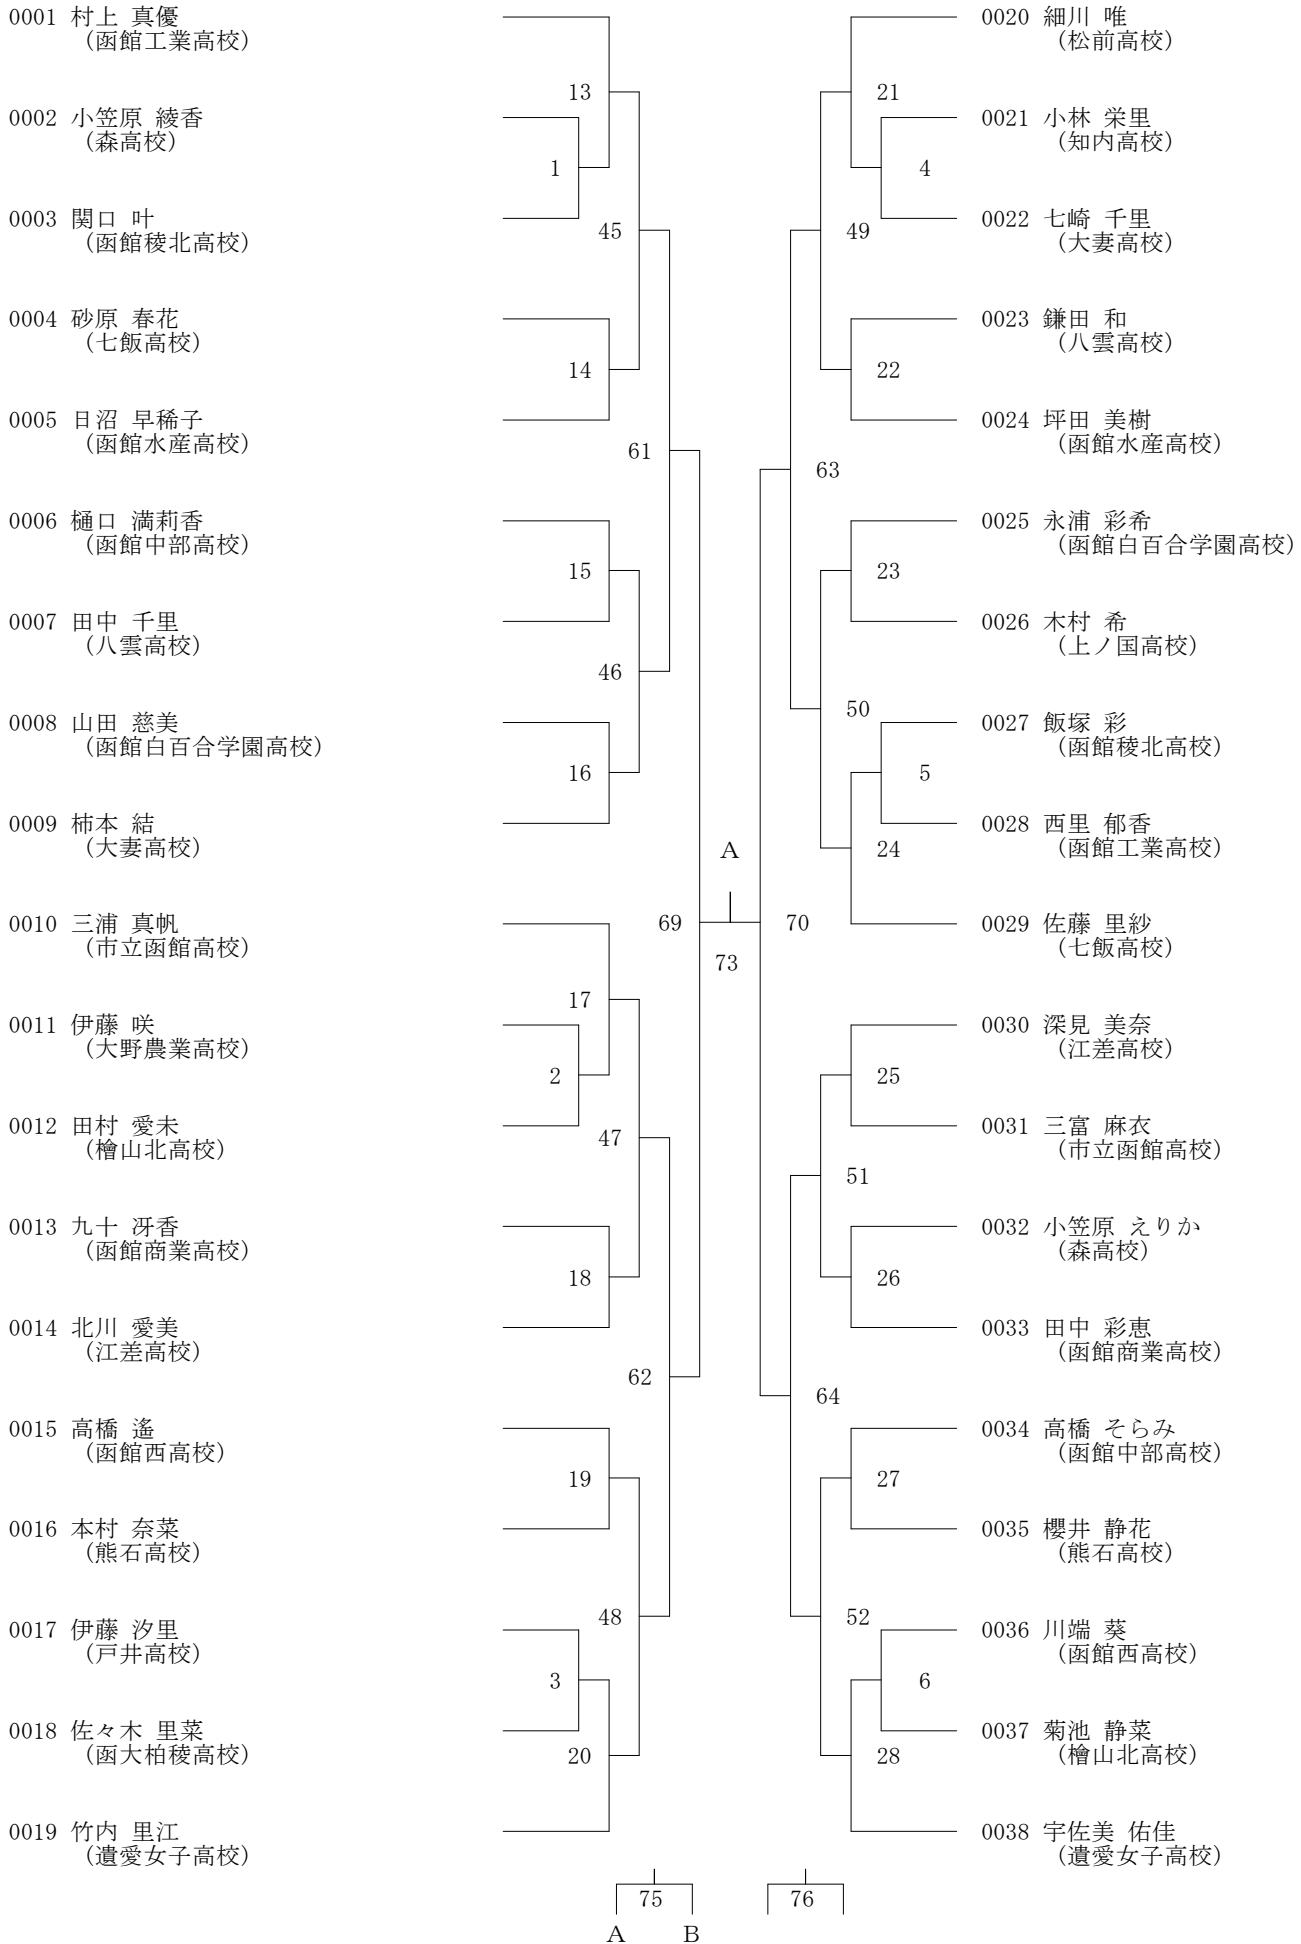 0001 村上 真優
(函館工業高校)
13
0002 小笠原 綾香
(森高校)
1
0003 関口 叶
(函館稜北高校)
45
0004 砂原 春花
(七飯高校)
14
0005 日沼 早稀子
(函館水産高校)
61
0006 樋口 満莉香
(函館中部高校)
15
0007 田中 千里
(八雲高校)
46
0008 山田 慈美
(函館白百合学園高校)
16
0009 柿本 結
(大妻高校)
0010 三浦 真帆
(市立函館高校)
69
17
0011 伊藤 咲
(大野農業高校)
2
0012 田村 愛未
(檜山北高校)
47
0013 九十 冴香
(函館商業高校)
18
0014 北川 愛美
(江差高校)
62
0015 高橋 遙
(函館西高校)
19
0016 本村 奈菜
(熊石高校)
48
0017 伊藤 汐里
(戸井高校)
3
0018 佐々木 里菜
(函大柏稜高校)
20
0019 竹内 里江
(遺愛女子高校)
A
73
0020 細川 唯
(松前高校)
21
0021 小林 栄里
(知内高校)
4
0022 七崎 千里
(大妻高校)
49
0023 鎌田 和
(八雲高校)
22
0024 坪田 美樹
(函館水産高校)
63
0025 永浦 彩希
(函館白百合学園高校)
23
0026 木村 希
(上ノ国高校)
50
0027 飯塚 彩
(函館稜北高校)
5
0028 西里 郁香
(函館工業高校)
24
70
0029 佐藤 里紗
(七飯高校)
0030 深見 美奈
(江差高校)
25
0031 三富 麻衣
(市立函館高校)
51
0032 小笠原 えりか
(森高校)
26
0033 田中 彩恵
(函館商業高校)
64
0034 高橋 そらみ
(函館中部高校)
27
0035 櫻井 静花
(熊石高校)
52
0036 川端 葵
(函館西高校)
6
0037 菊池 静菜
(檜山北高校)
28
0038 宇佐美 佑佳
(遺愛女子高校)
75
A B
76